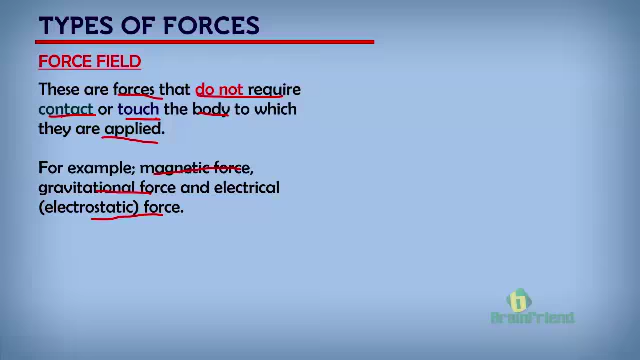 TYPES OF FORCES
FORCE FIELD
These are forces that do not require
contact or touch the body to which
they are applied.
For example; magnetic force,
gravitational force and electrical
(electrostatic) force.
b
BrainFriend